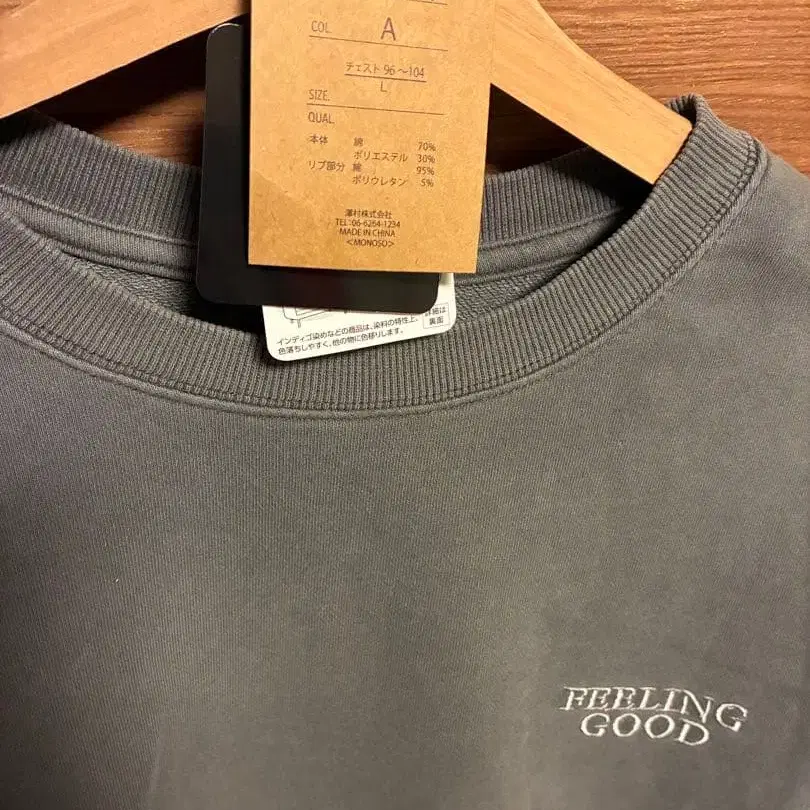 COL. A
チェスト 96～104
L
SIZE.
QUAL.
本体 綿 70%
ポリエステル 30%
リブ部分 綿 95%
ポリウレタン 5%
澤村株式会社
TEL:06-6264-1234
MADE IN CHINA
<MONOSO>
インディゴ染めなどの商品は、染料の特性上、
色落ちしやすく、他の物に色移りします。
詳細は
裏面
FEELING
GOOD